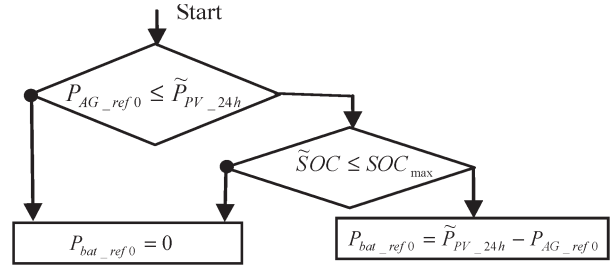 Start
P_AG_ref0 ≤ P̃_PV_24h
S̃OC ≤ SOC_max
P_bat_ref0 = 0
P_bat_ref0 = P̃_PV_24h − P_AG_ref0